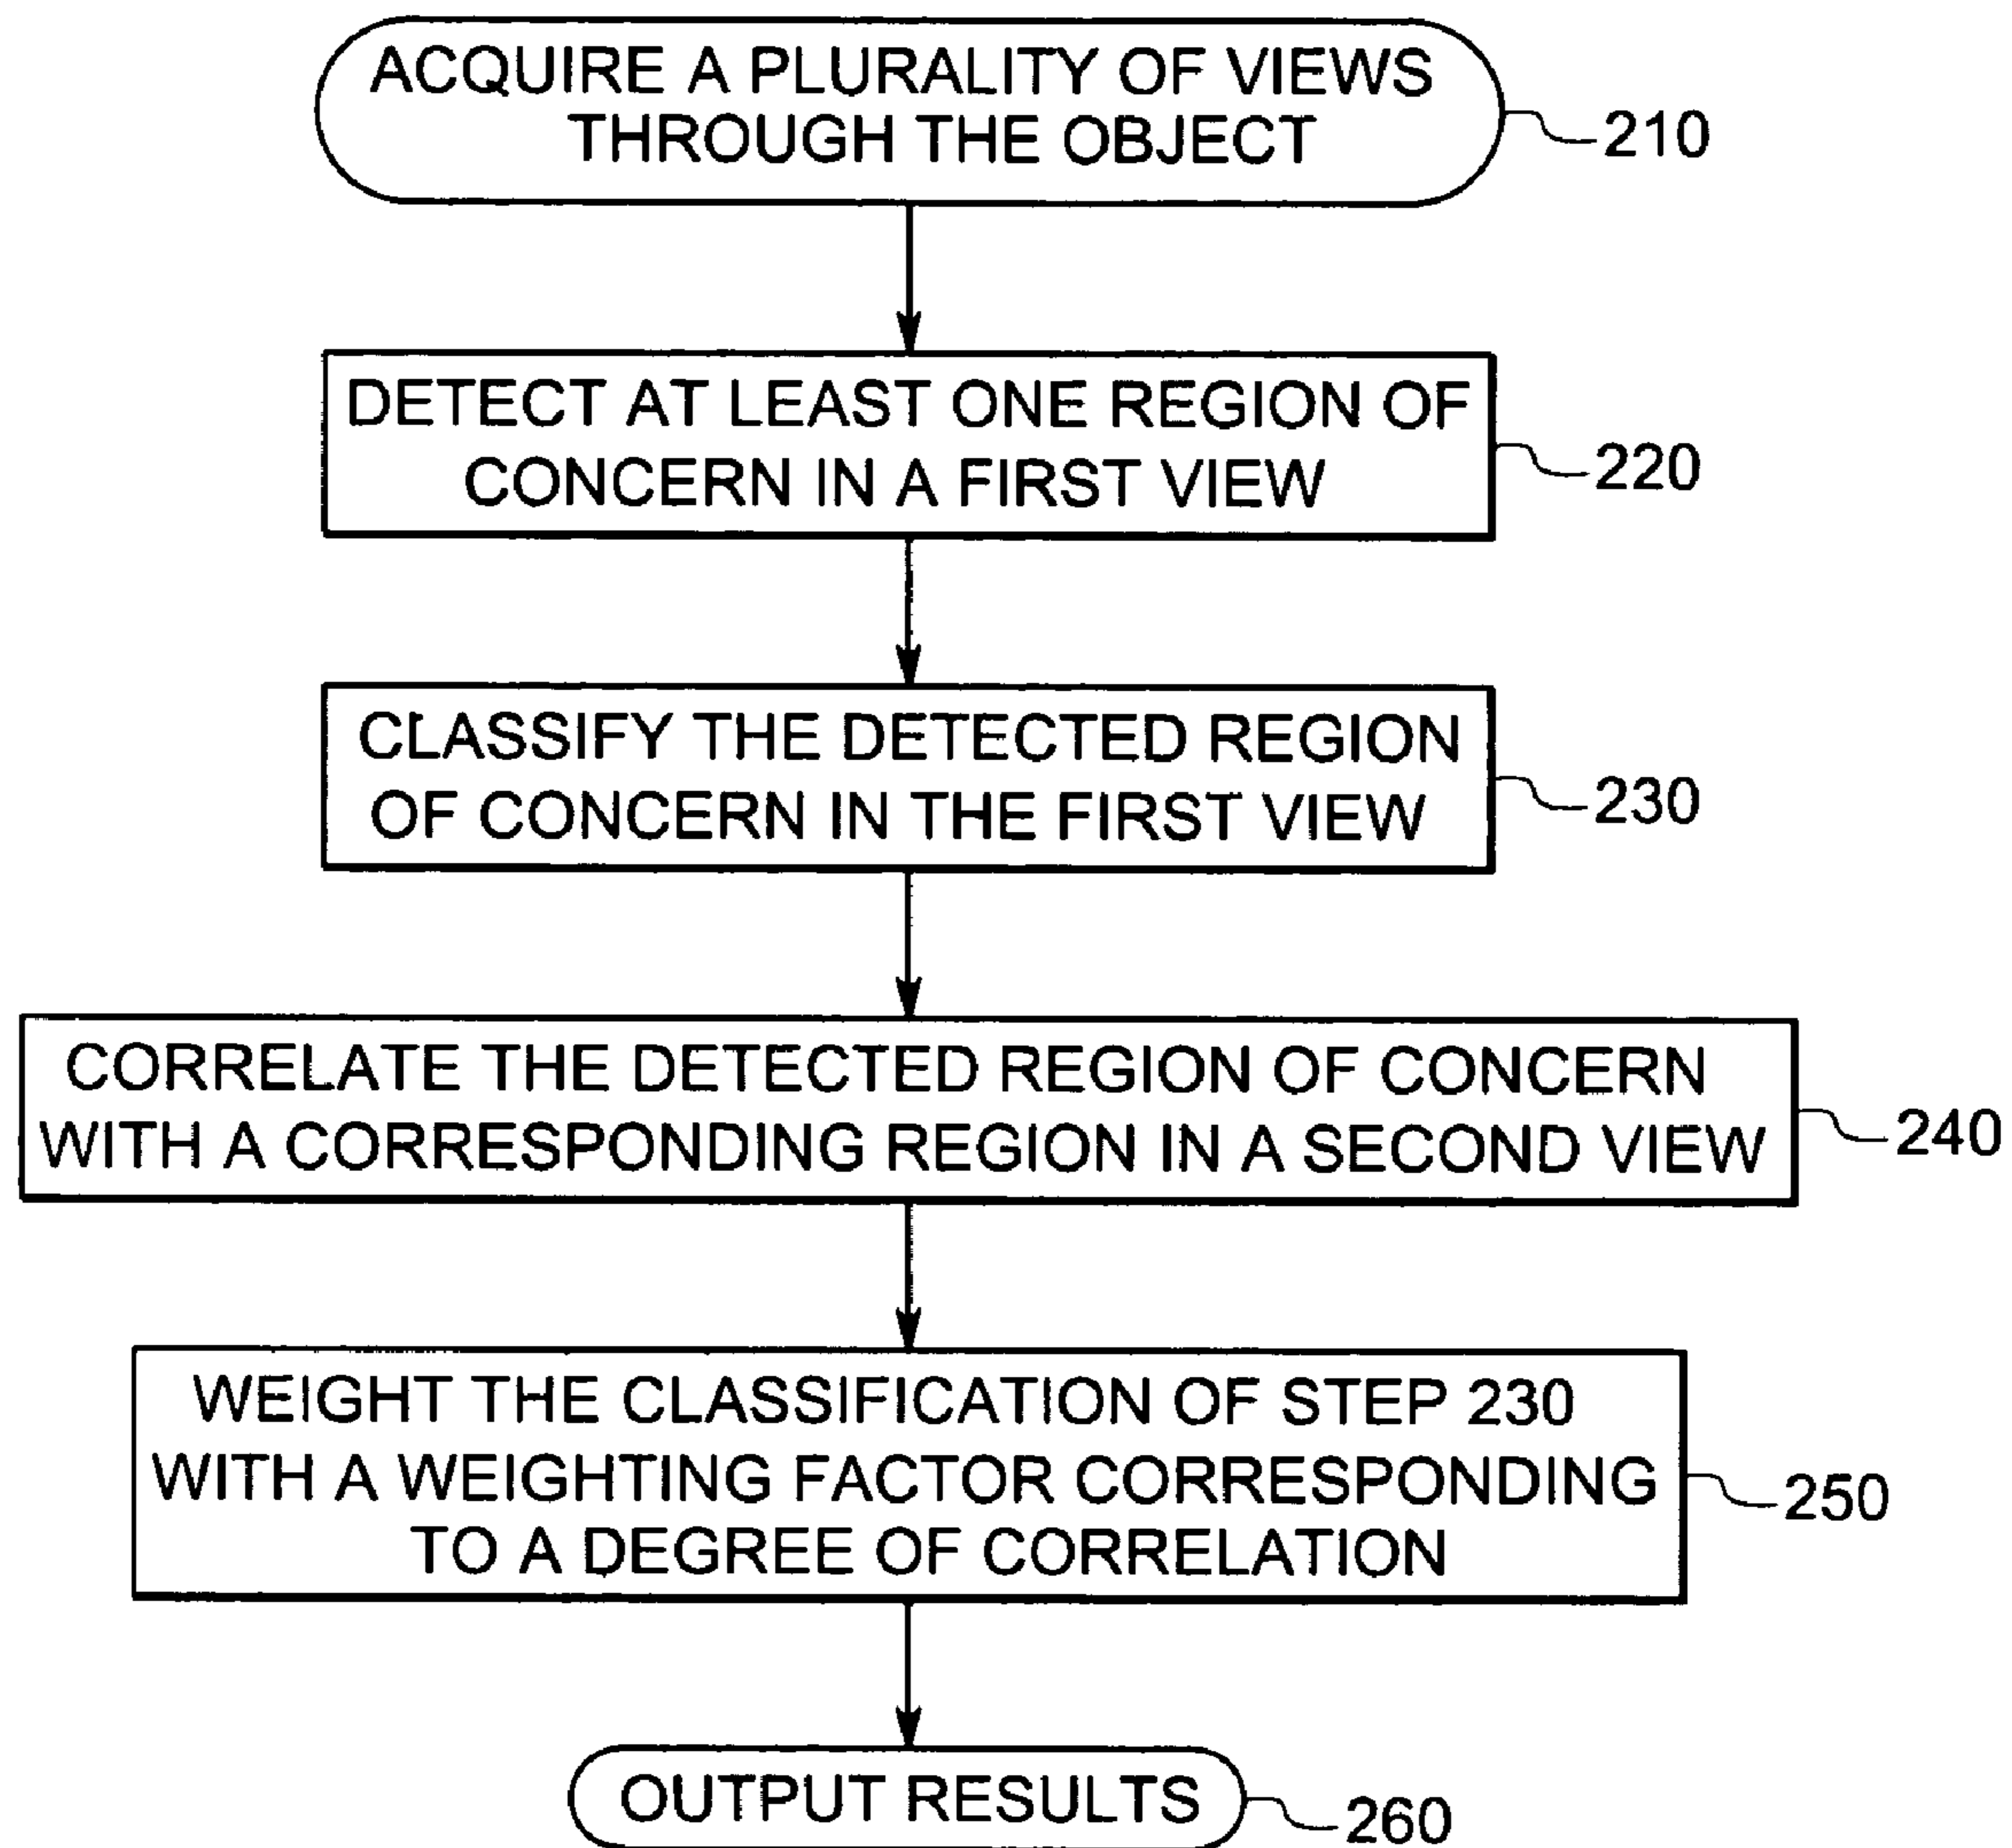 ACQUIRE A PLURALITY OF VIEWS
THROUGH THE OBJECT
210
DETECT AT LEAST ONE REGION OF
CONCERN IN A FIRST VIEW
220
CLASSIFY THE DETECTED REGION
OF CONCERN IN THE FIRST VIEW
230
CORRELATE THE DETECTED REGION OF CONCERN
WITH A CORRESPONDING REGION IN A SECOND VIEW
240
WEIGHT THE CLASSIFICATION OF STEP 230
WITH A WEIGHTING FACTOR CORRESPONDING
TO A DEGREE OF CORRELATION
250
OUTPUT RESULTS
260